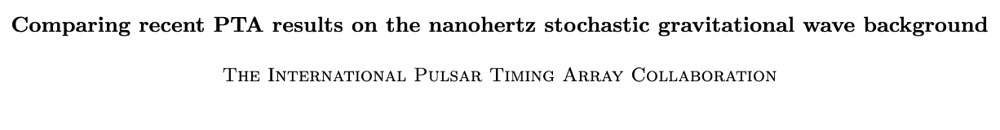 Comparing recent PTA results on the nanohertz stochastic gravitational wave background
The International Pulsar Timing Array Collaboration